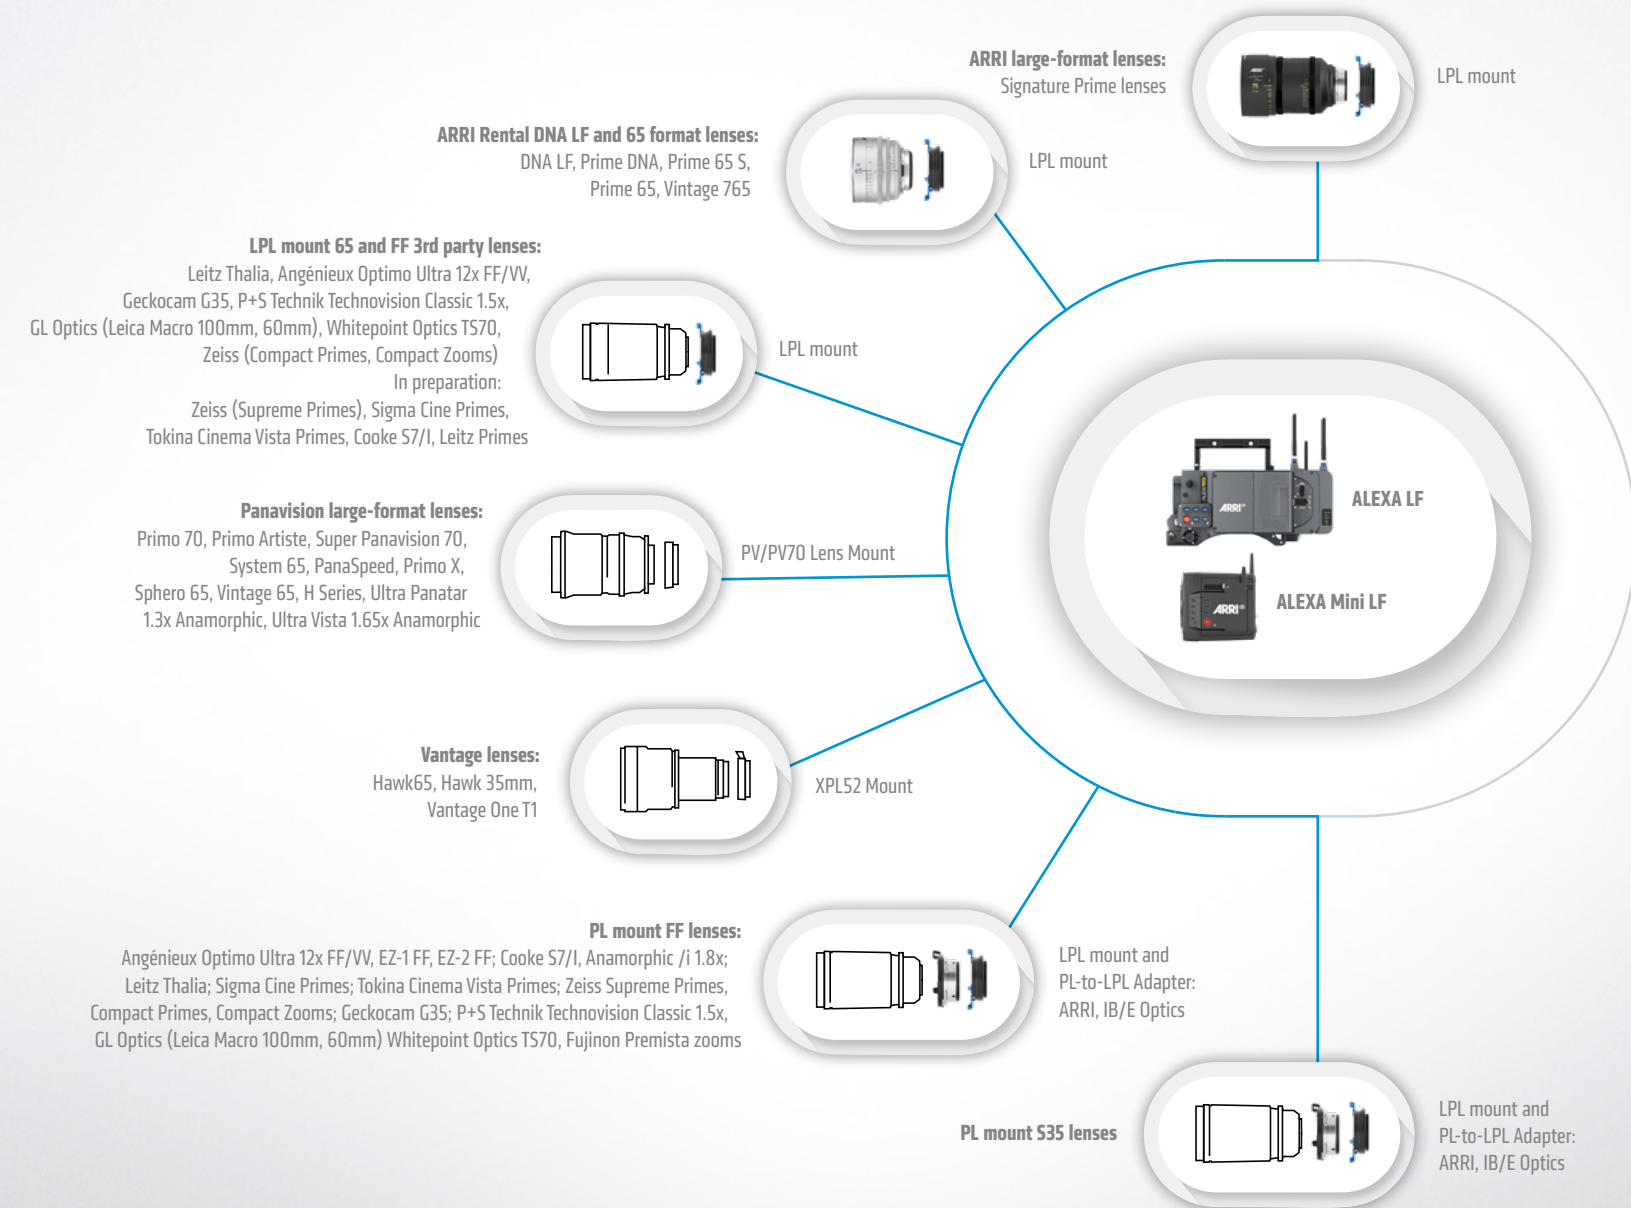 ARRI large-format lenses:
Signature Prime lenses
LPL mount
ARRI Rental DNA LF and 65 format lenses:
DNA LF, Prime DNA, Prime 65 S,
Prime 65, Vintage 765
LPL mount
LPL mount 65 and FF 3rd party lenses:
Leitz Thalia, Angénieux Optimo Ultra 12x FF/VV,
Geckocam G35, P+S Technik Technovision Classic 1.5x,
GL Optics (Leica Macro 100mm, 60mm), Whitepoint Optics TS70,
Zeiss (Compact Primes, Compact Zooms)
In preparation:
Zeiss (Supreme Primes), Sigma Cine Primes,
Tokina Cinema Vista Primes, Cooke S7/I, Leitz Primes
LPL mount
ARRI
ALEXA LF
ARRI
ALEXA Mini LF
Panavision large-format lenses:
Primo 70, Primo Artiste, Super Panavision 70,
System 65, PanaSpeed, Primo X,
Sphero 65, Vintage 65, H Series, Ultra Panatar
1.3x Anamorphic, Ultra Vista 1.65x Anamorphic
PV/PV70 Lens Mount
Vantage lenses:
Hawk65, Hawk 35mm,
Vantage One T1
XPL52 Mount
PL mount FF lenses:
Angénieux Optimo Ultra 12x FF/VV, EZ-1 FF, EZ-2 FF; Cooke S7/I, Anamorphic /i 1.8x;
Leitz Thalia; Sigma Cine Primes; Tokina Cinema Vista Primes; Zeiss Supreme Primes,
Compact Primes, Compact Zooms; Geckocam G35; P+S Technik Technovision Classic 1.5x,
GL Optics (Leica Macro 100mm, 60mm) Whitepoint Optics TS70, Fujinon Premista zooms
LPL mount and
PL-to-LPL Adapter:
ARRI, IB/E Optics
PL mount S35 lenses
LPL mount and
PL-to-LPL Adapter:
ARRI, IB/E Optics